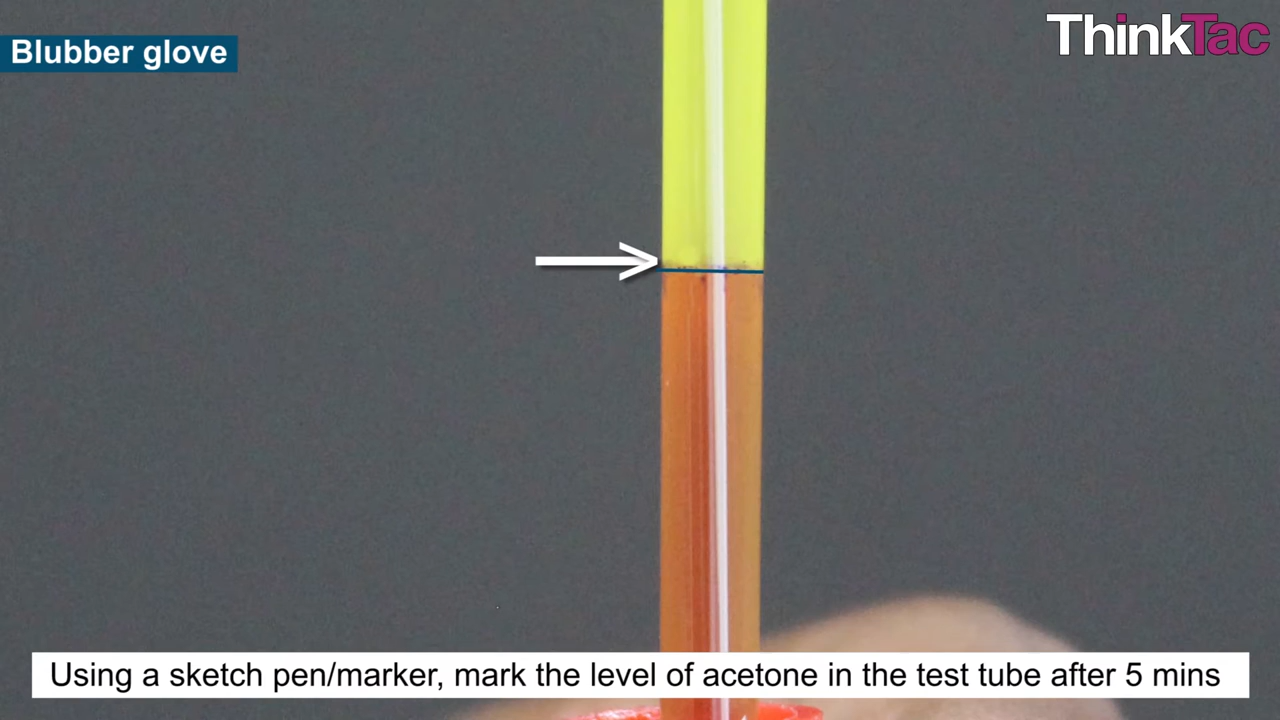 Blubber glove
ThinkTac
Using a sketch pen/marker, mark the level of acetone in the test tube after 5 mins